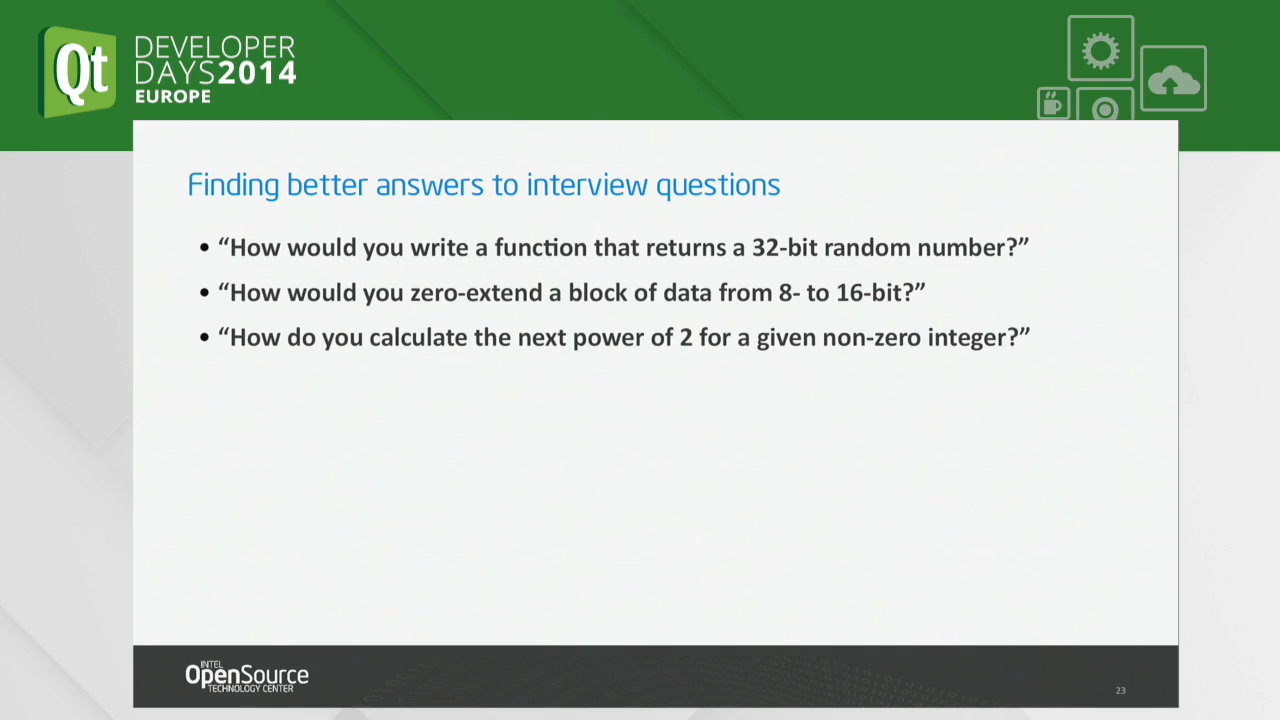 Qt
DEVELOPER
DAYS2014
EUROPE
Finding better answers to interview questions
• “How would you write a function that returns a 32-bit random number?”
• “How would you zero-extend a block of data from 8- to 16-bit?”
• “How do you calculate the next power of 2 for a given non-zero integer?”
INTEL
OpenSource
TECHNOLOGY CENTER
23